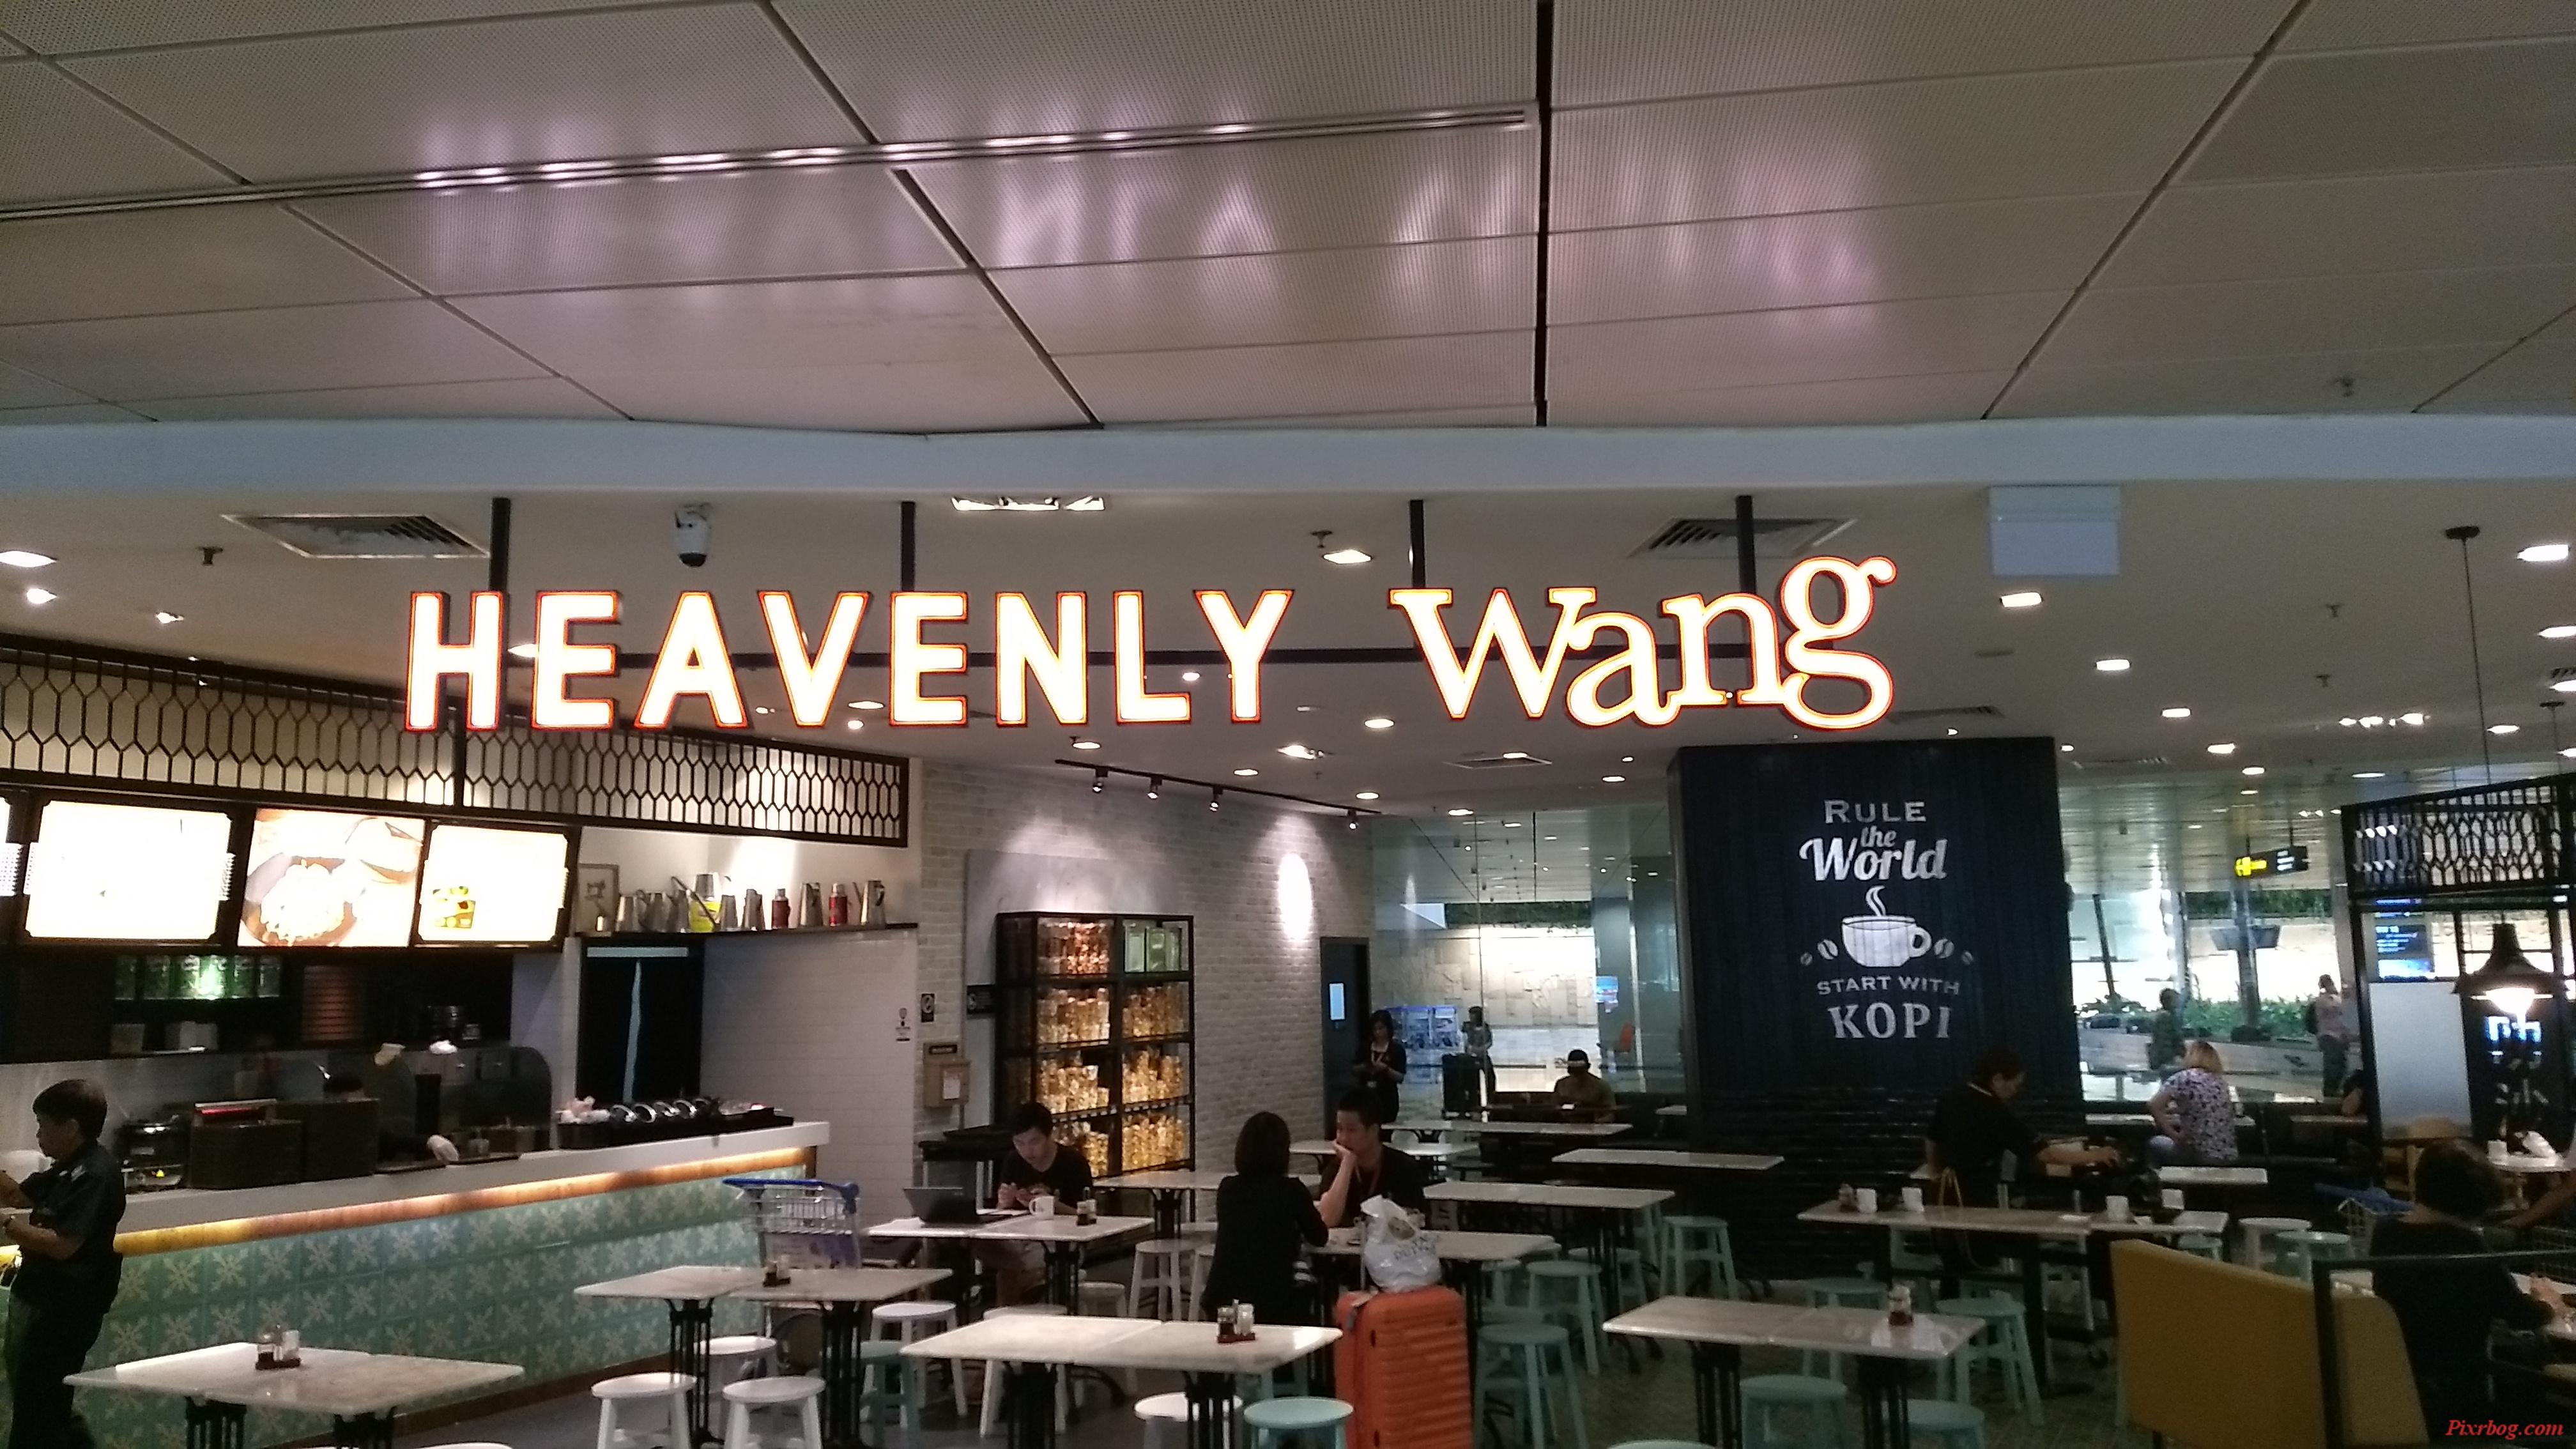 HEAVENLY wang
RULE
the
World
START WITH
KOPI
Pixrbog.com